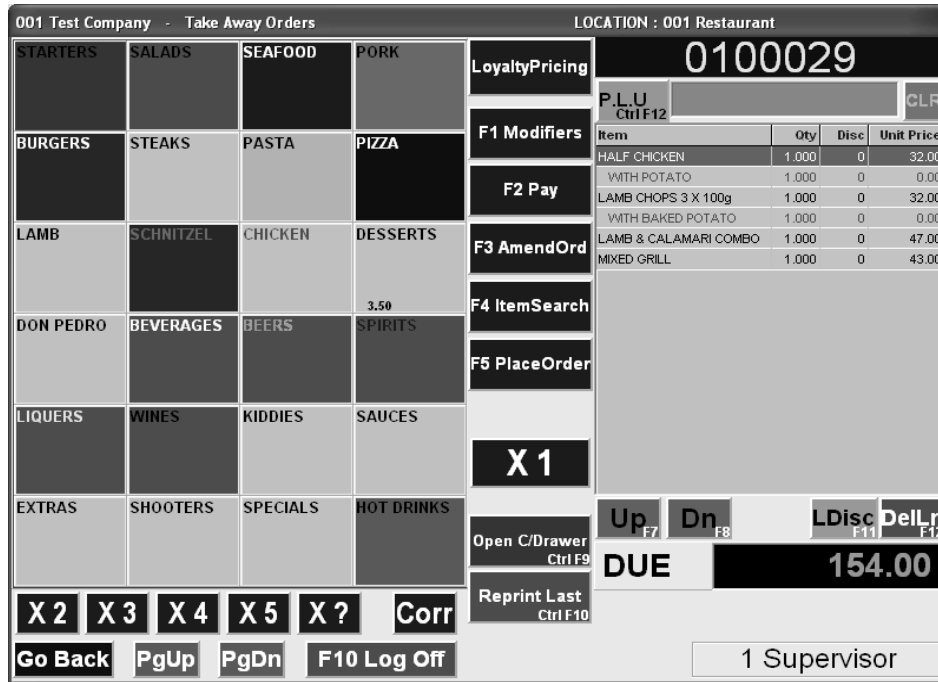 001 Test Company - Take Away Orders LOCATION : 001 Restaurant
STARTERS SALADS SEAFOOD PORK
BURGERS STEAKS PASTA PIZZA
LAMB SCHNITZEL CHICKEN DESSERTS
3.50
DON PEDRO BEVERAGES BEERS SPIRITS
LIQUERS WINES KIDDIES SAUCES
EXTRAS SHOOTERS SPECIALS HOT DRINKS
X 2 X 3 X 4 X 5 X ? Corr
Go Back PgUp PgDn F10 Log Off
LoyaltyPricing
F1 Modifiers
F2 Pay
F3 AmendOrd
F4 ItemSearch
F5 PlaceOrder
X 1
Open C/Drawer
Ctrl F9
Reprint Last
Ctrl F10
0100029
P.L.U CLR
Ctrl F12
Item Qty Disc Unit Price
HALF CHICKEN 1.000 0 32.00
WITH POTATO 1.000 0 0.00
LAMB CHOPS 3 X 100g 1.000 0 32.00
WITH BAKED POTATO 1.000 0 0.00
LAMB & CALAMARI COMBO 1.000 0 47.00
MIXED GRILL 1.000 0 43.00
Up F7 Dn F8 LDisc F11 DelLn F12
DUE 154.00
1 Supervisor